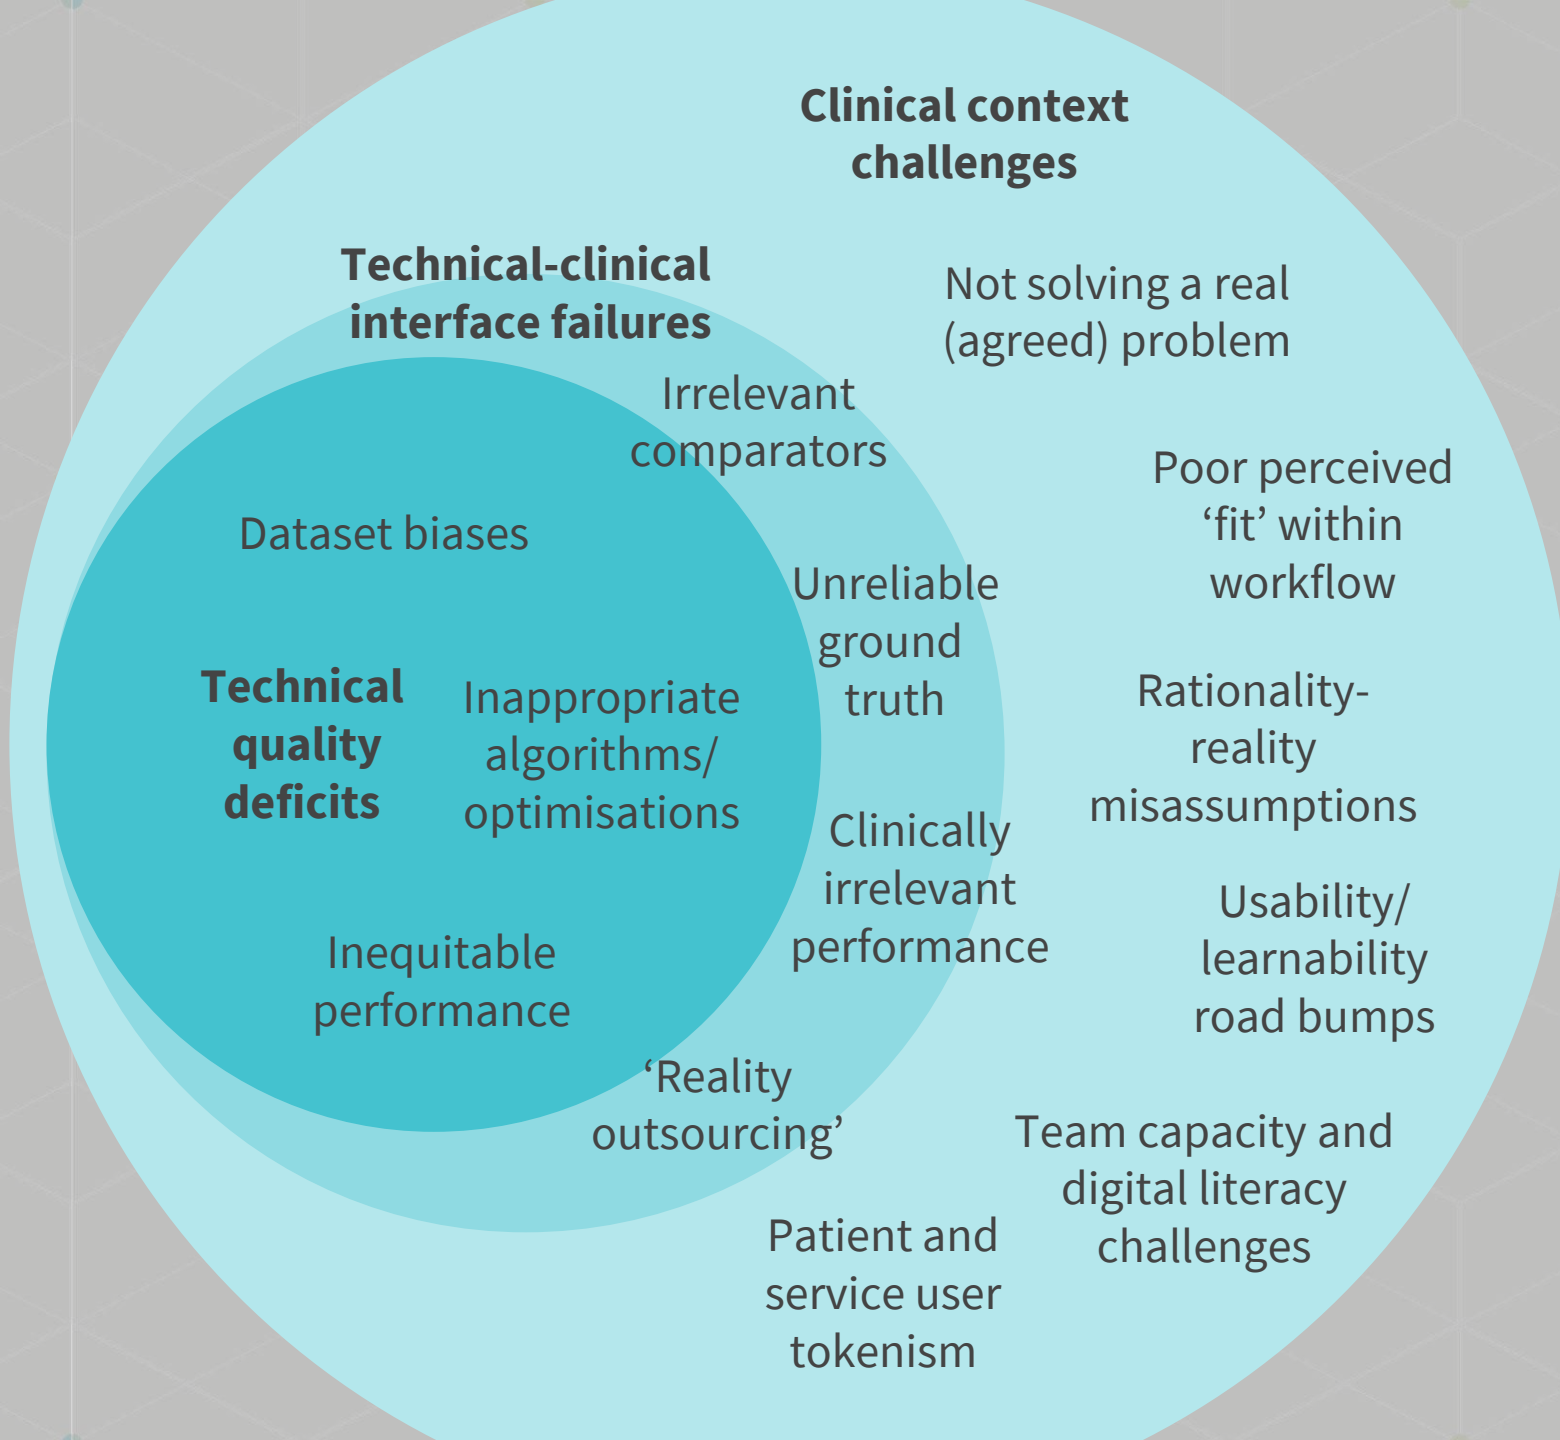 Clinical context
challenges
Technical-clinical
interface failures
Not solving a real
(agreed) problem
Irrelevant
comparators
Poor perceived
‘fit’ within
workflow
Dataset biases
Unreliable
ground
truth
Technical
quality
deficits
Inappropriate
algorithms/
optimisations
Rationality-
reality
misassumptions
Clinically
irrelevant
performance
Usability/
learnability
road bumps
Inequitable
performance
‘Reality
outsourcing’
Team capacity and
digital literacy
challenges
Patient and
service user
tokenism